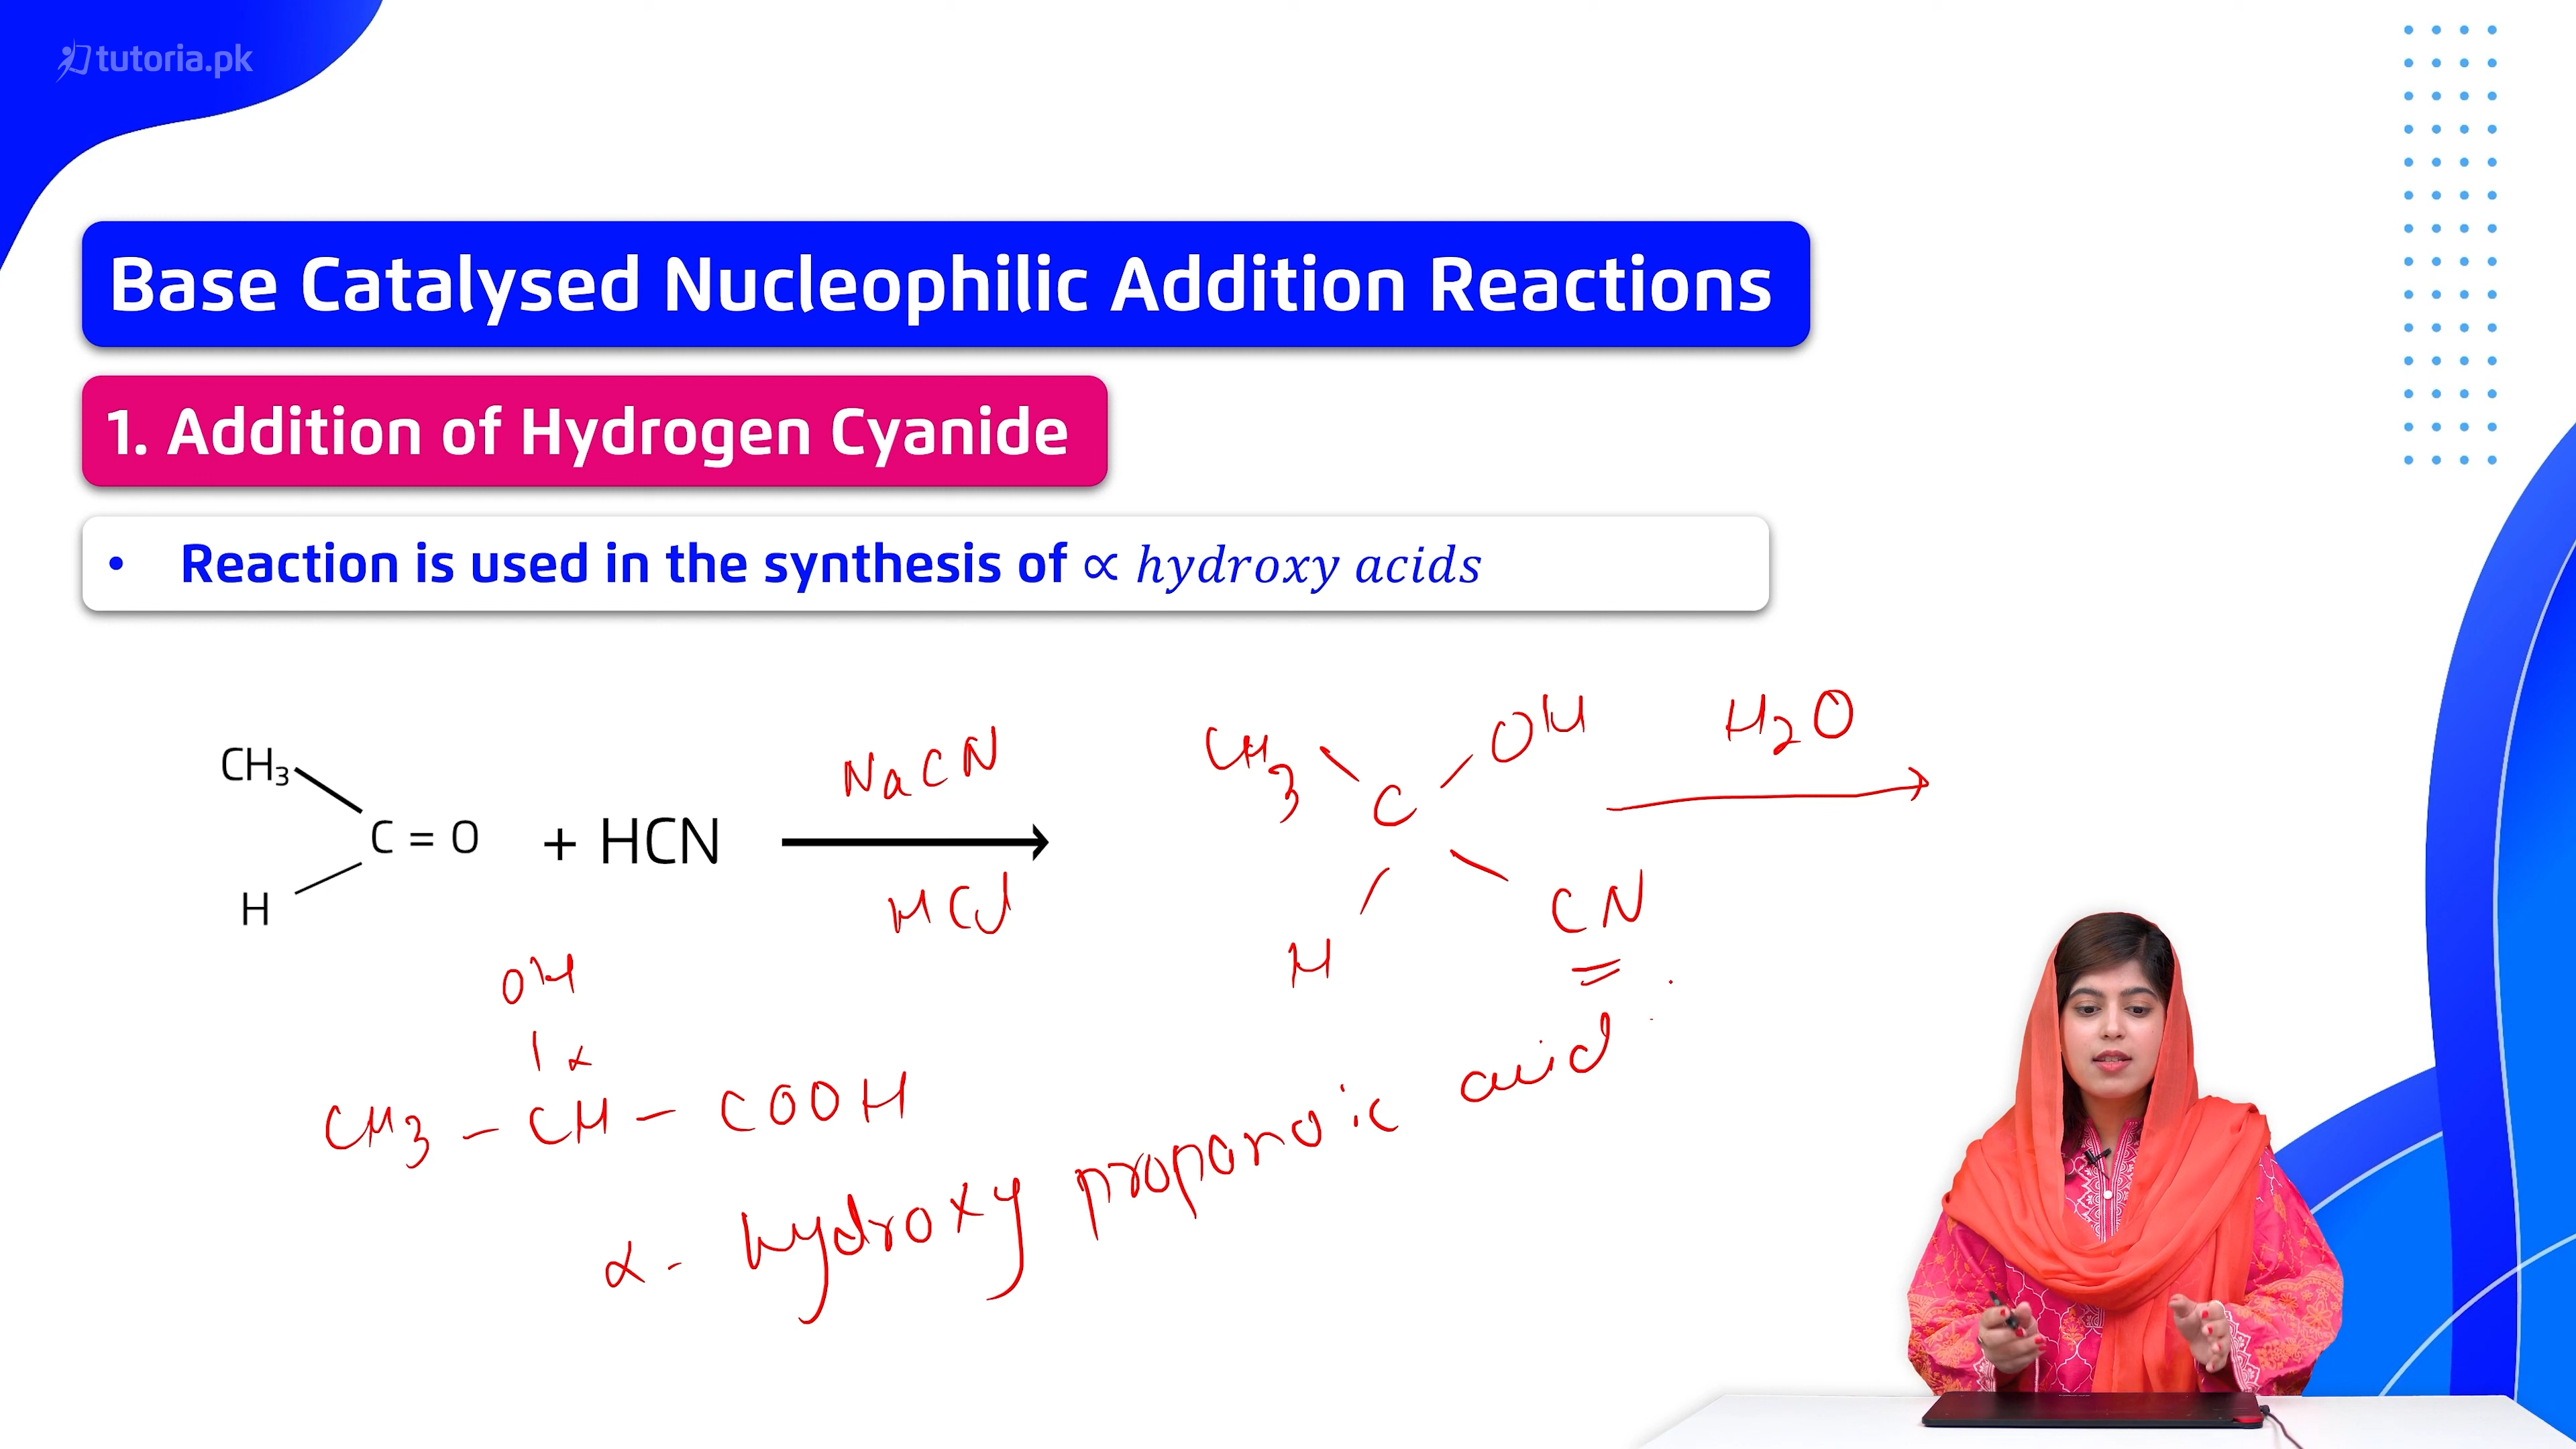 tutoria.pk
Base Catalysed Nucleophilic Addition Reactions
1. Addition of Hydrogen Cyanide
• Reaction is used in the synthesis of ∝ hydroxy acids
CH₃
C = O
H
+ HCN
NaCN
HCl
CH3
OH
C
H
CN
H2O
OH
α
CH3 - CH - COOH
α - hydroxy propanoic acid